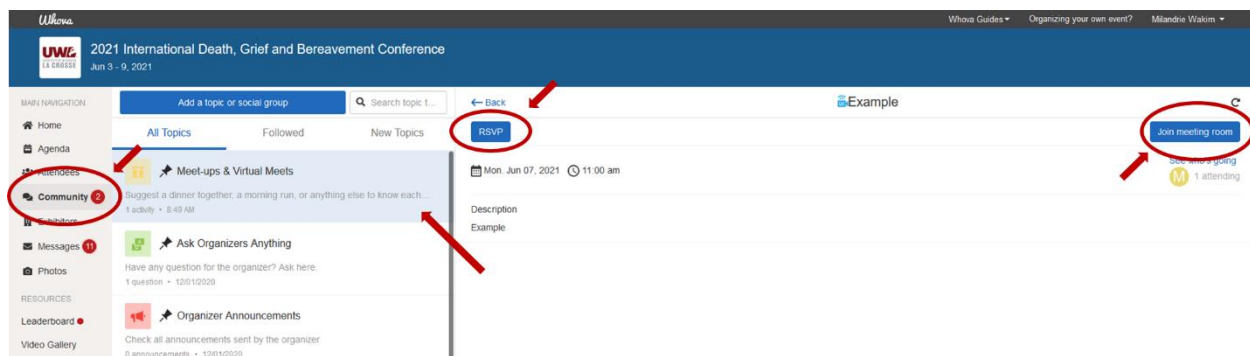 Whova
Whova Guides
Organizing your own event?
Milandrie Wakim
UWL
LA CROSSE
2021 International Death, Grief and Bereavement Conference
Jun 3 - 9, 2021
MAIN NAVIGATION
Home
Agenda
Attendees
Community 2
Exhibitors
Messages 11
Photos
RESOURCES
Leaderboard
Video Gallery
Add a topic or social group
Search topic t...
All Topics
Followed
New Topics
Meet-ups & Virtual Meets
Suggest a dinner together, a morning run, or anything else to know each...
1 activity • 8:49 AM
Ask Organizers Anything
Have any question for the organizer? Ask here.
1 question • 12/01/2020
Organizer Announcements
Check all announcements sent by the organizer
0 announcements • 12/01/2020
← Back
Example
RSVP
Join meeting room
Mon. Jun 07, 2021
11:00 am
See who's going
M
1 attending
Description
Example